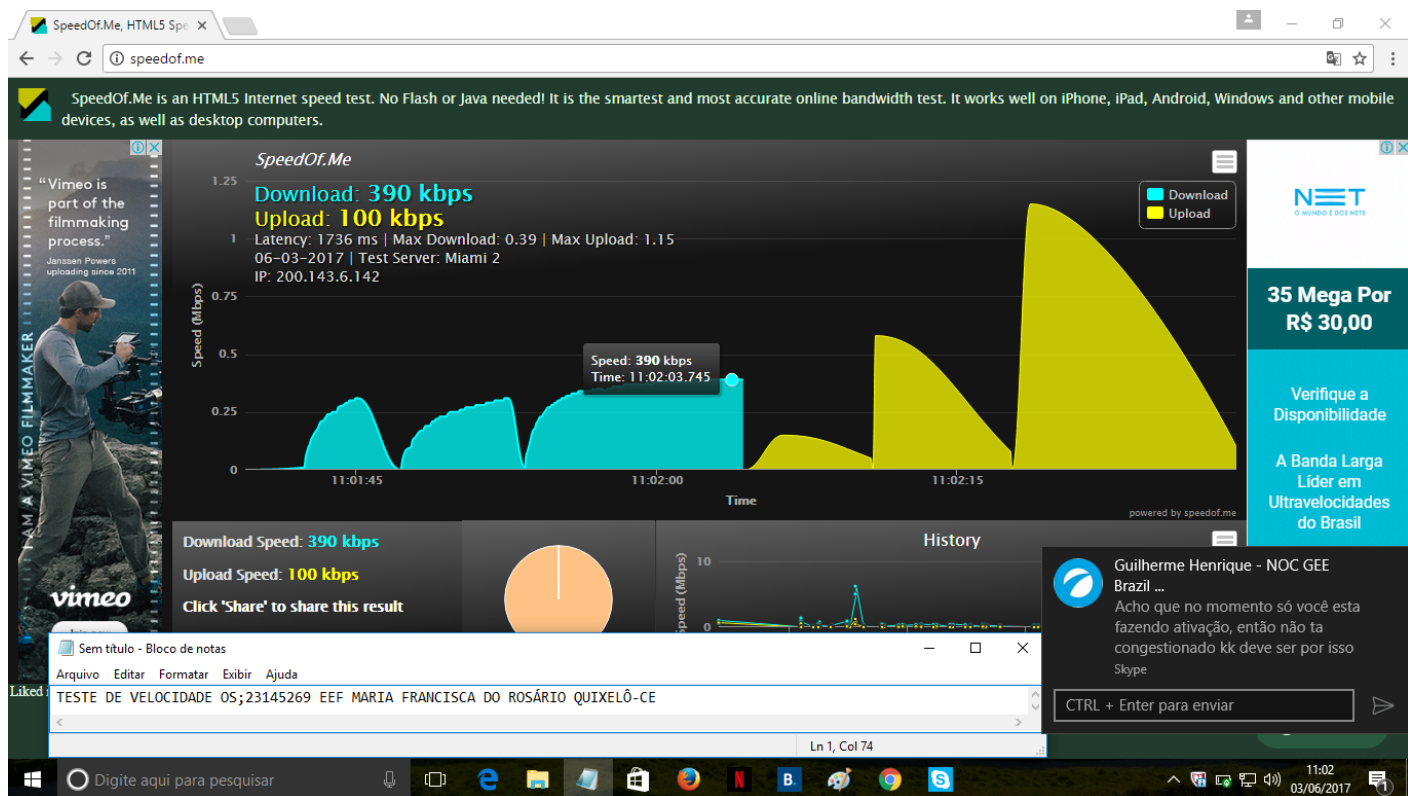 SpeedOf.Me, HTML5 Spe
speedof.me
SpeedOf.Me is an HTML5 Internet speed test. No Flash or Java needed! It is the smartest and most accurate online bandwidth test. It works well on iPhone, iPad, Android, Windows and other mobile
devices, as well as desktop computers.
“Vimeo is
part of the
filmmaking
process.”
Janssen Powers
uploading since 2011
I AM A VIMEO FILMMAKER
vimeo
SpeedOf.Me
Download: 390 kbps
Upload: 100 kbps
Latency: 1736 ms | Max Download: 0.39 | Max Upload: 1.15
06-03-2017 | Test Server: Miami 2
IP: 200.143.6.142
Download
Upload
1.25
1
0.75
0.5
0.25
0
Speed (Mbps)
Speed: 390 kbps
Time: 11:02:03.745
11:01:45
11:02:00
11:02:15
Time
powered by speedof.me
NET
O MUNDO É DOS NETS
35 Mega Por
R$ 30,00
Verifique a
Disponibilidade
A Banda Larga
Líder em
Ultravelocidades
do Brasil
Download Speed: 390 kbps
Upload Speed: 100 kbps
Click 'Share' to share this result
History
Speed (Mbps)
10
0
Guilherme Henrique - NOC GEE
Brazil ...
Acho que no momento só você esta
fazendo ativação, então não ta
congestionado kk deve ser por isso
Skype
CTRL + Enter para enviar
Liked
Sem título - Bloco de notas
Arquivo Editar Formatar Exibir Ajuda
TESTE DE VELOCIDADE OS;23145269 EEF MARIA FRANCISCA DO ROSÁRIO QUIXELÔ-CE
Ln 1, Col 74
Digite aqui para pesquisar
N
B.
S
11:02
03/06/2017
1